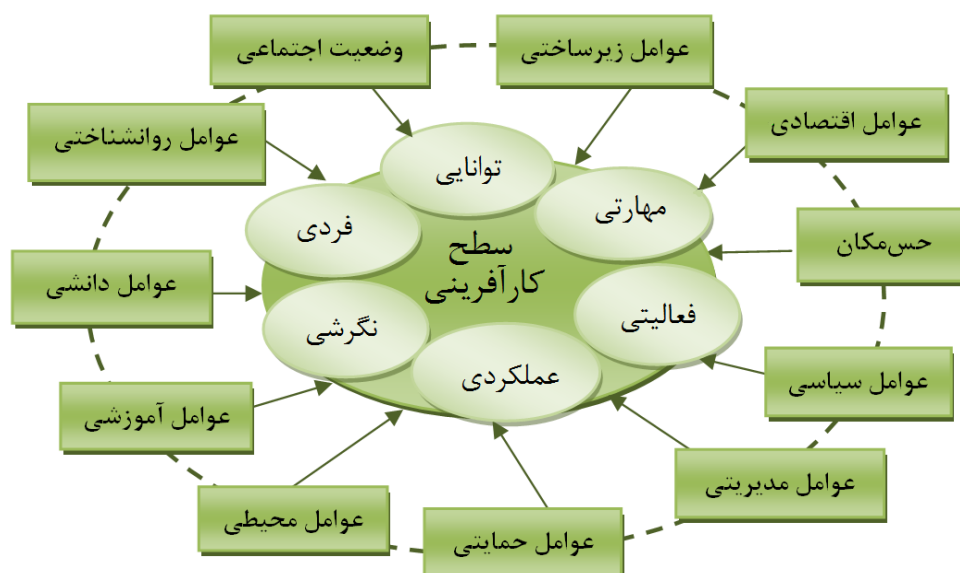 وضعیت اجتماعی
عوامل زیرساختی
عوامل اقتصادی
حس‌مکان
عوامل سیاسی
عوامل مدیریتی
عوامل حمایتی
عوامل محیطی
عوامل آموزشی
عوامل دانشی
عوامل روانشناختی
توانایی
مهارتی
فعالیتی
عملکردی
نگرشی
فردی
سطح
کارآفرینی